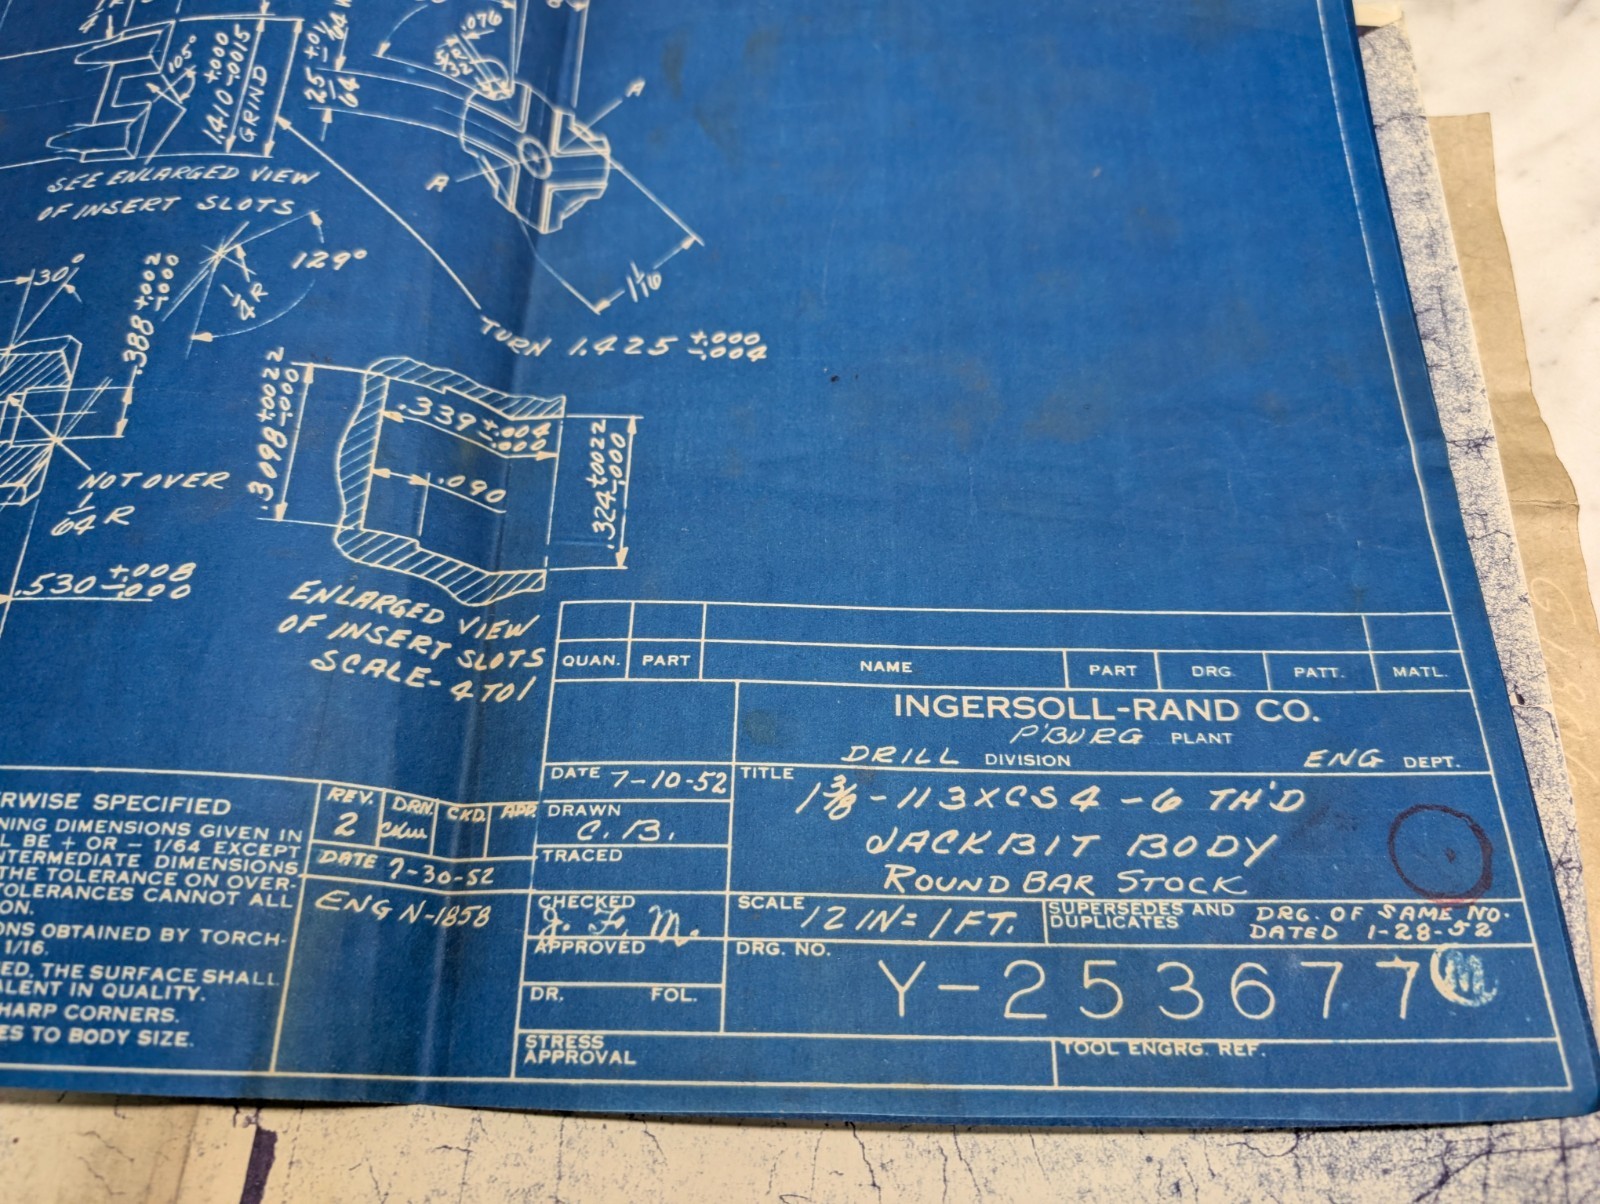 .076
5/32 R
105°
1.410 +.000 -.0015
GRIND
25/64
A
A
SEE ENLARGED VIEW
OF INSERT SLOTS
129°
1/4 R
30°
.388 +.002 -.000
1 1/16
TURN 1.425 +.000 -.004
.3098 +.0022 -.000
.339 +.004 -.000
.090
.324 +.0022 -.000
NOT OVER
1/64 R
.530 +.008 -.000
ENLARGED VIEW
OF INSERT SLOTS
SCALE- 4 TO 1
QUAN. PART NAME PART DRG. PATT. MATL.
INGERSOLL-RAND CO.
P'BURG PLANT
DRILL DIVISION ENG DEPT.
DATE 7-10-52
TITLE
1 3/8-113XCS4-6 TH'D
JACKBIT BODY
ROUND BAR STOCK
DRAWN
C. B.
TRACED
CHECKED
J. F. M.
APPROVED
DR. FOL.
SCALE 12 IN=1 FT.
SUPERSEDES AND
DUPLICATES
DRG. OF SAME NO.
DATED 1-28-52
DRG. NO.
Y-253677
STRESS
APPROVAL
TOOL ENGRG. REF.
REV. DRN. CKD. APP.
2
DATE 7-30-52
ENG N-1858
RWISE SPECIFIED
NING DIMENSIONS GIVEN IN
L BE + OR - 1/64 EXCEPT
NTERMEDIATE DIMENSIONS
THE TOLERANCE ON OVER-
OLERANCES CANNOT ALL
ON.
NS OBTAINED BY TORCH-
1/16.
ED. THE SURFACE SHALL
ALENT IN QUALITY.
HARP CORNERS.
ES TO BODY SIZE.